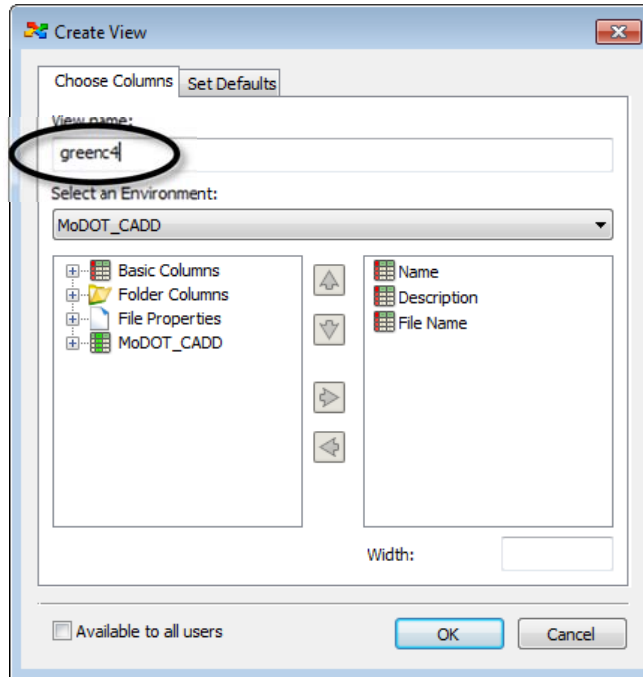 Create View
Choose Columns Set Defaults
View name:
greenc4
Select an Environment:
MoDOT_CADD
Basic Columns
Folder Columns
File Properties
MoDOT_CADD
Name
Description
File Name
Width:
Available to all users
OK Cancel